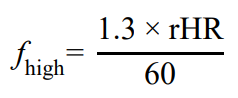 f_high = (1.3 × rHR) / 60